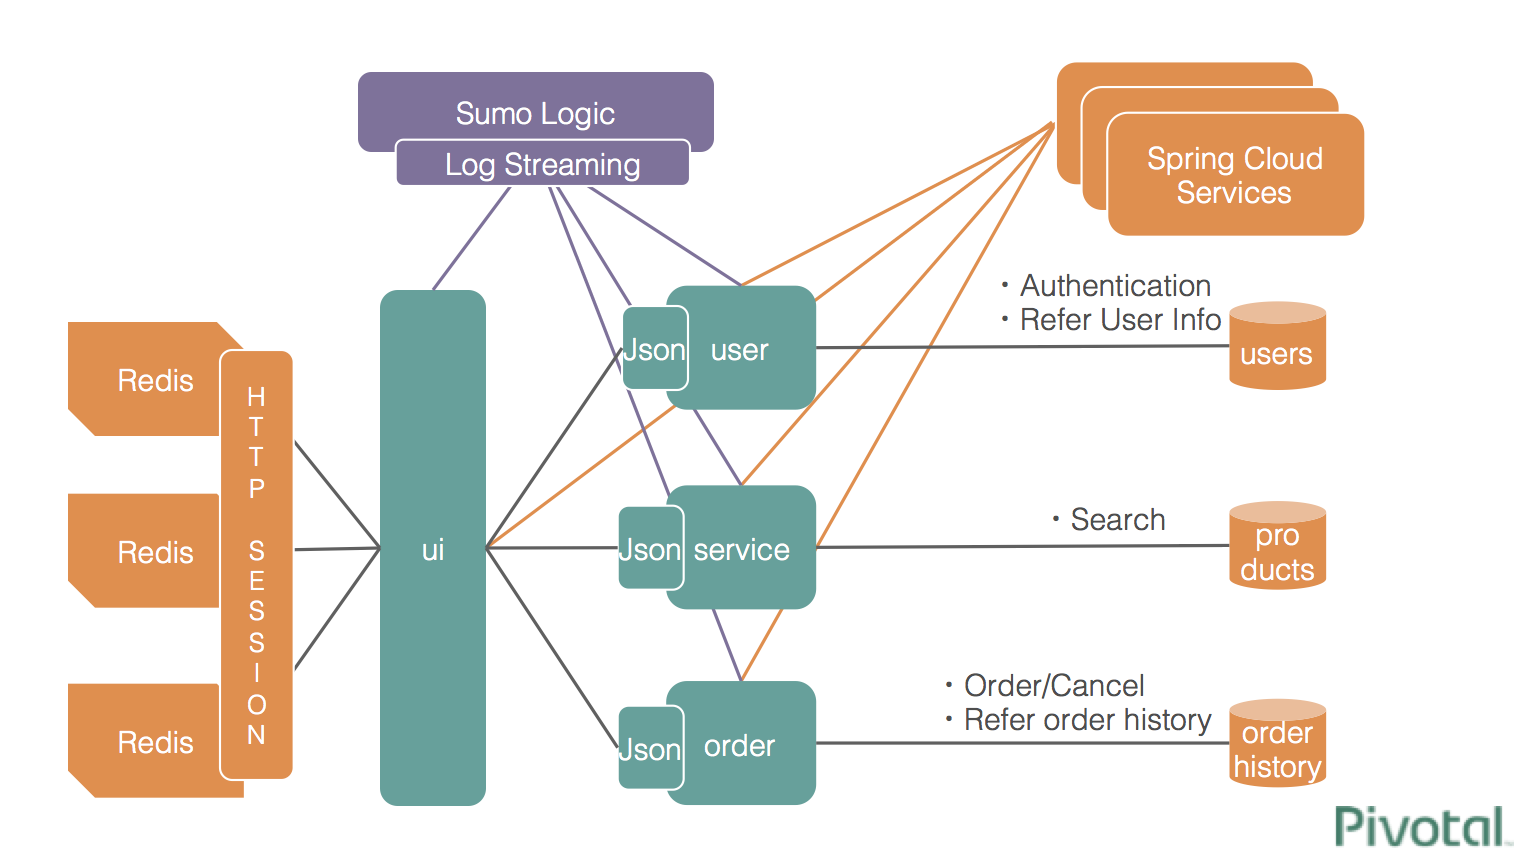 Sumo Logic
Log Streaming
Spring Cloud
Services
・Authentication
・Refer User Info
Redis
Redis
Redis
HTTP SESSION
ui
Json
user
users
Json
service
・Search
pro
ducts
Json
order
・Order/Cancel
・Refer order history
order
history
Pivotal